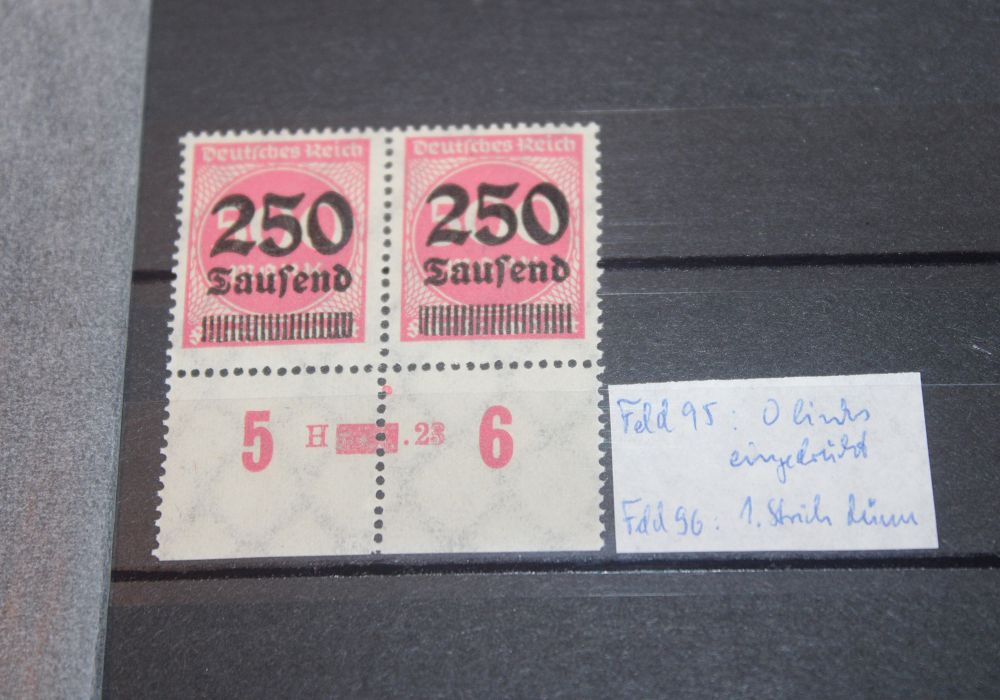 Deutsches Reich Deutsches Reich
250 250
Tausend Tausend
5 H .23 6
Feld 95: O links
eingedrückt
Feld 96: 1. Strich dünn